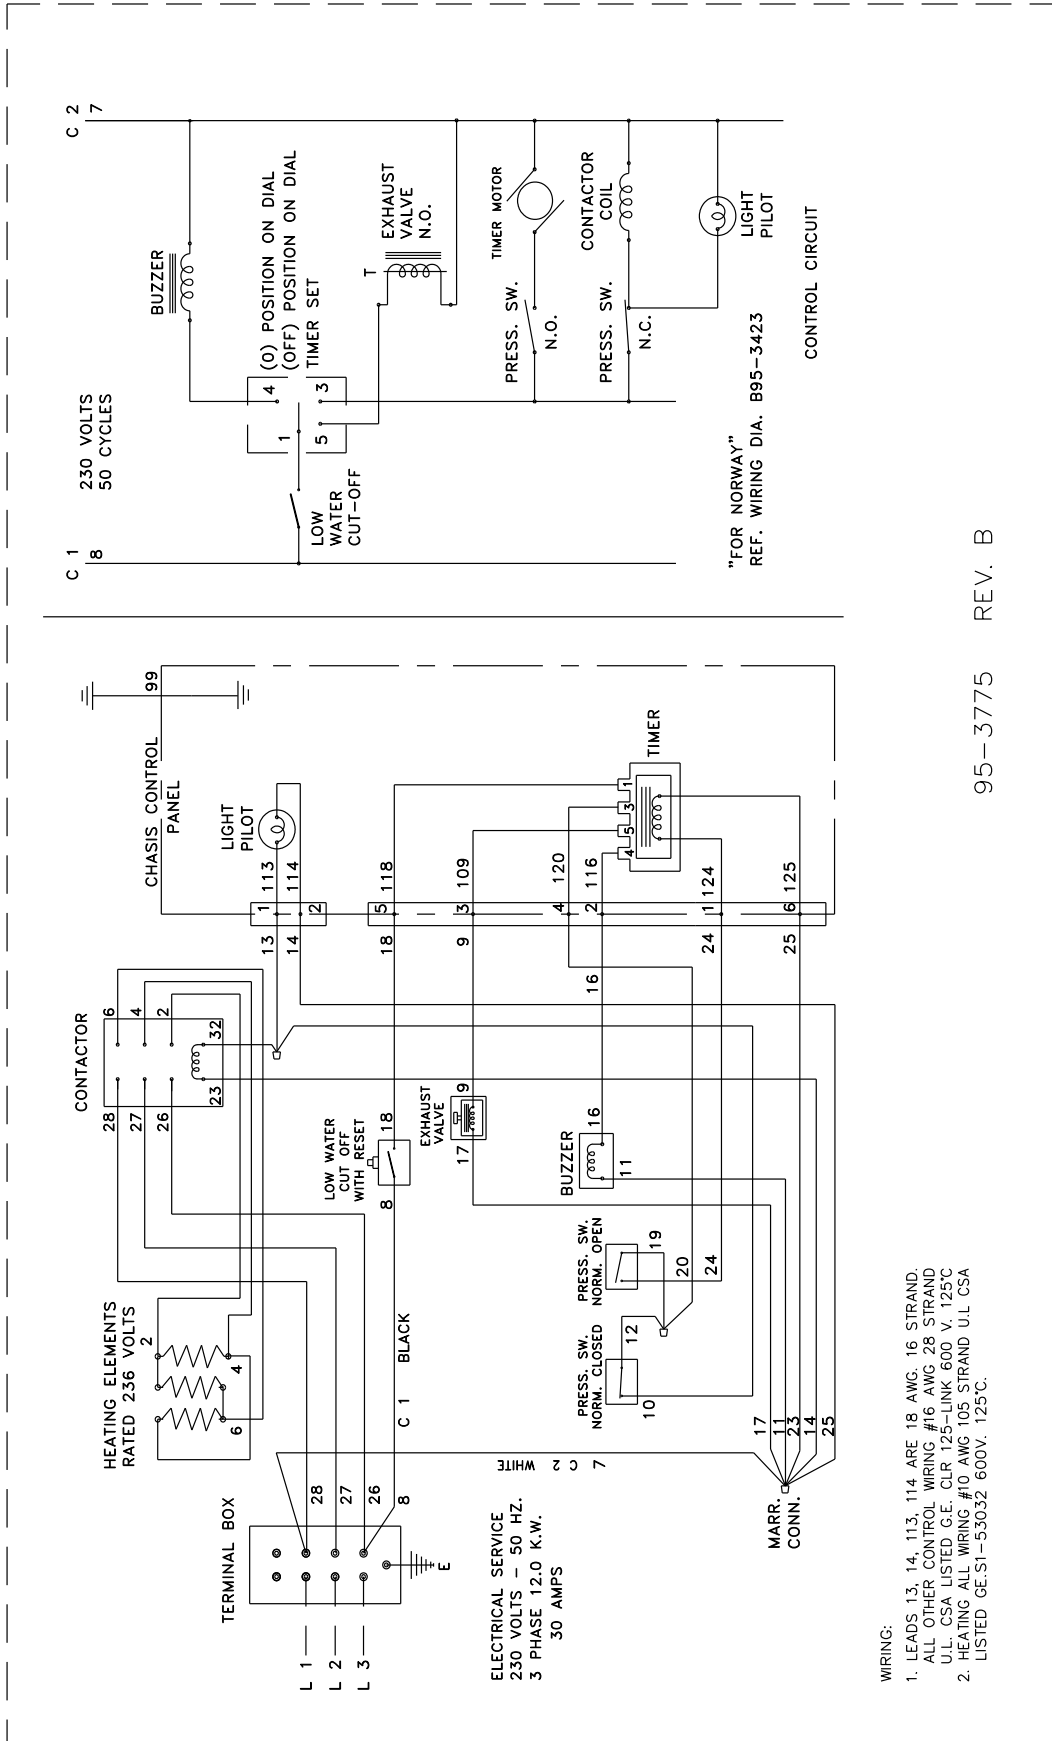 HEATING ELEMENTS
RATED 236 VOLTS
2
4
6
CONTACTOR
28
27
26
6
4
2
23
32
CHASIS CONTROL
PANEL
99
LIGHT
PILOT
13
14
1
2
113
114
TERMINAL BOX
L 1
L 2
L 3
28
27
26
8
E
C 1 BLACK
LOW WATER
CUT OFF
WITH RESET
8
18
18
5
118
EXHAUST
VALVE
17
9
9
3
109
4
120
16
2
116
1
3
5
4
TIMER
24
1
124
25
6
125
7 C 2 WHITE
ELECTRICAL SERVICE
230 VOLTS - 50 HZ.
3 PHASE 12.0 K.W.
30 AMPS
BUZZER
16
11
PRESS. SW.
NORM. OPEN
19
20
24
PRESS. SW.
NORM. CLOSED
12
10
17
11
23
14
25
MARR.
CONN.
C 1
8
C 2
7
230 VOLTS
50 CYCLES
BUZZER
(0) POSITION ON DIAL
(OFF) POSITION ON DIAL
TIMER SET
4
3
1
5
LOW
WATER
CUT-OFF
T
EXHAUST
VALVE
N.O.
TIMER MOTOR
PRESS. SW.
N.O.
CONTACTOR
COIL
PRESS. SW.
N.C.
LIGHT
PILOT
"FOR NORWAY"
REF. WIRING DIA. B95-3423
CONTROL CIRCUIT
WIRING:
1. LEADS 13, 14, 113, 114 ARE 18 AWG. 16 STRAND.
ALL OTHER CONTROL WIRING #16 AWG 28 STRAND
U.L. CSA LISTED G.E. CLR 125-LINK 600 V. 125°C
2. HEATING ALL WIRING #10 AWG 105 STRAND U.L CSA
LISTED GE.S1-53032 600V. 125°C.
95-3775 REV. B